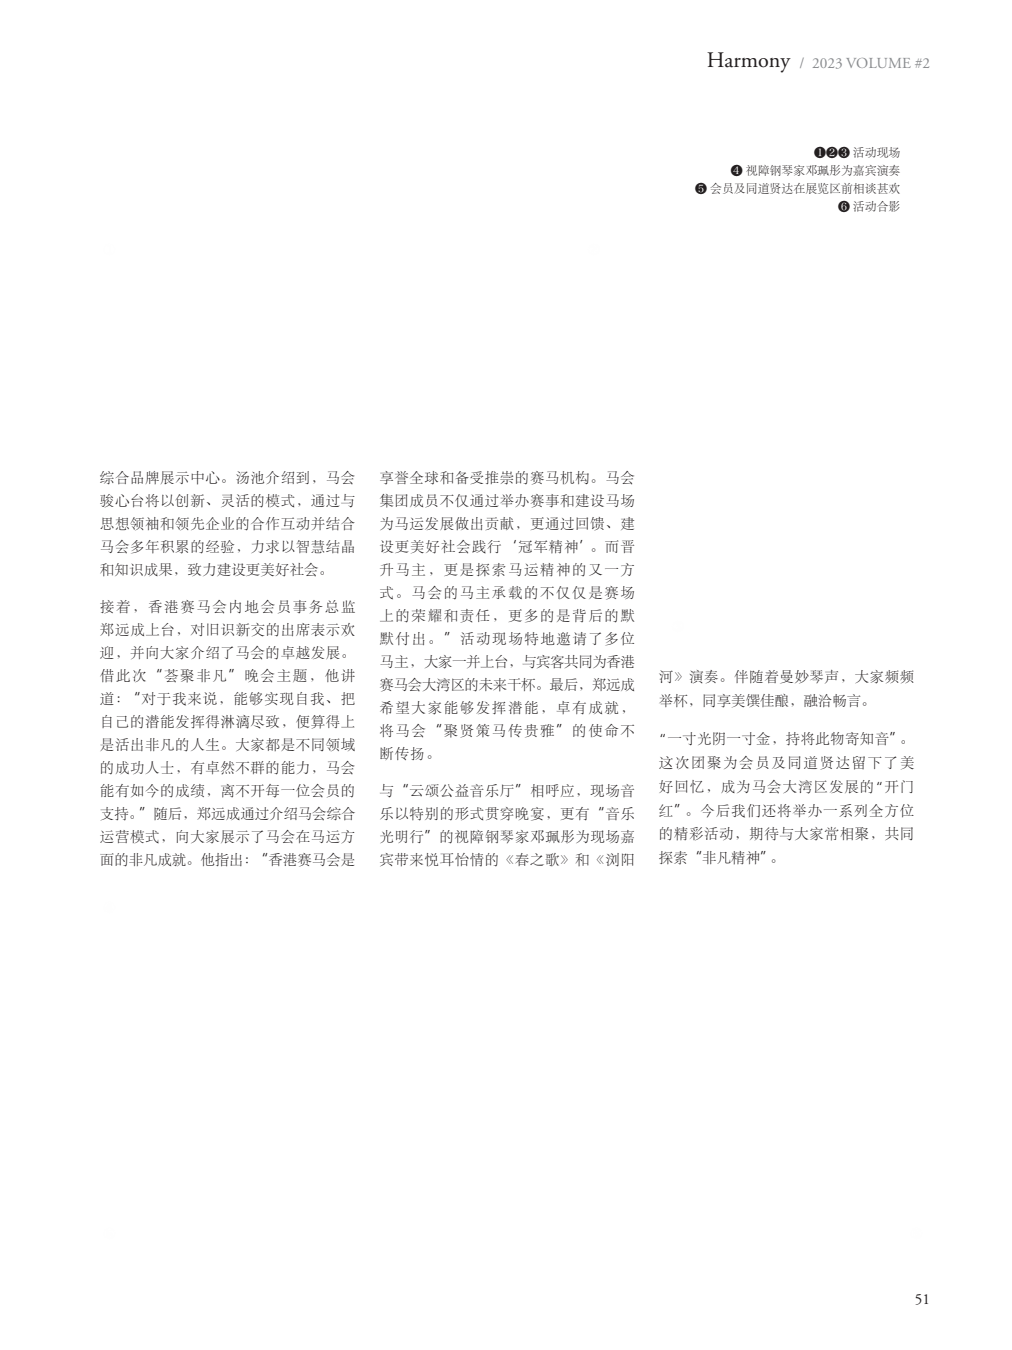 Harmony / 2023 VOLUME #2
❶❷❸ 活动现场
❹ 视障钢琴家邓珮彤为嘉宾演奏
❺ 会员及同道贤达在展览区前相谈甚欢
❻ 活动合影
综合品牌展示中心。汤池介绍到，马会
骏心台将以创新、灵活的模式，通过与
思想领袖和领先企业的合作互动并结合
马会多年积累的经验，力求以智慧结晶
和知识成果，致力建设更美好社会。
接着，香港赛马会内地会员事务总监
郑远成上台，对旧识新交的出席表示欢
迎，并向大家介绍了马会的卓越发展。
借此次“荟聚非凡”晚会主题，他讲
道：“对于我来说，能够实现自我、把
自己的潜能发挥得淋漓尽致，便算得上
是活出非凡的人生。大家都是不同领域
的成功人士，有卓然不群的能力，马会
能有如今的成绩，离不开每一位会员的
支持。”随后，郑远成通过介绍马会综合
运营模式，向大家展示了马会在马运方
面的非凡成就。他指出：“香港赛马会是
享誉全球和备受推崇的赛马机构。马会
集团成员不仅通过举办赛事和建设马场
为马运发展做出贡献，更通过回馈、建
设更美好社会践行‘冠军精神’。而晋
升马主，更是探索马运精神的又一方
式。马会的马主承载的不仅仅是赛场
上的荣耀和责任，更多的是背后的默
默付出。”活动现场特地邀请了多位
马主，大家一并上台，与宾客共同为香港
赛马会大湾区的未来干杯。最后，郑远成
希望大家能够发挥潜能，卓有成就，
将马会“聚贤策马传贵雅”的使命不
断传扬。
与“云颂公益音乐厅”相呼应，现场音
乐以特别的形式贯穿晚宴，更有“音乐
光明行”的视障钢琴家邓珮彤为现场嘉
宾带来悦耳怡情的《春之歌》和《浏阳
河》演奏。伴随着曼妙琴声，大家频频
举杯，同享美馔佳酿，融洽畅言。
“一寸光阴一寸金，持将此物寄知音”。
这次团聚为会员及同道贤达留下了美
好回忆，成为马会大湾区发展的“开门
红”。今后我们还将举办一系列全方位
的精彩活动，期待与大家常相聚，共同
探索“非凡精神”。
51